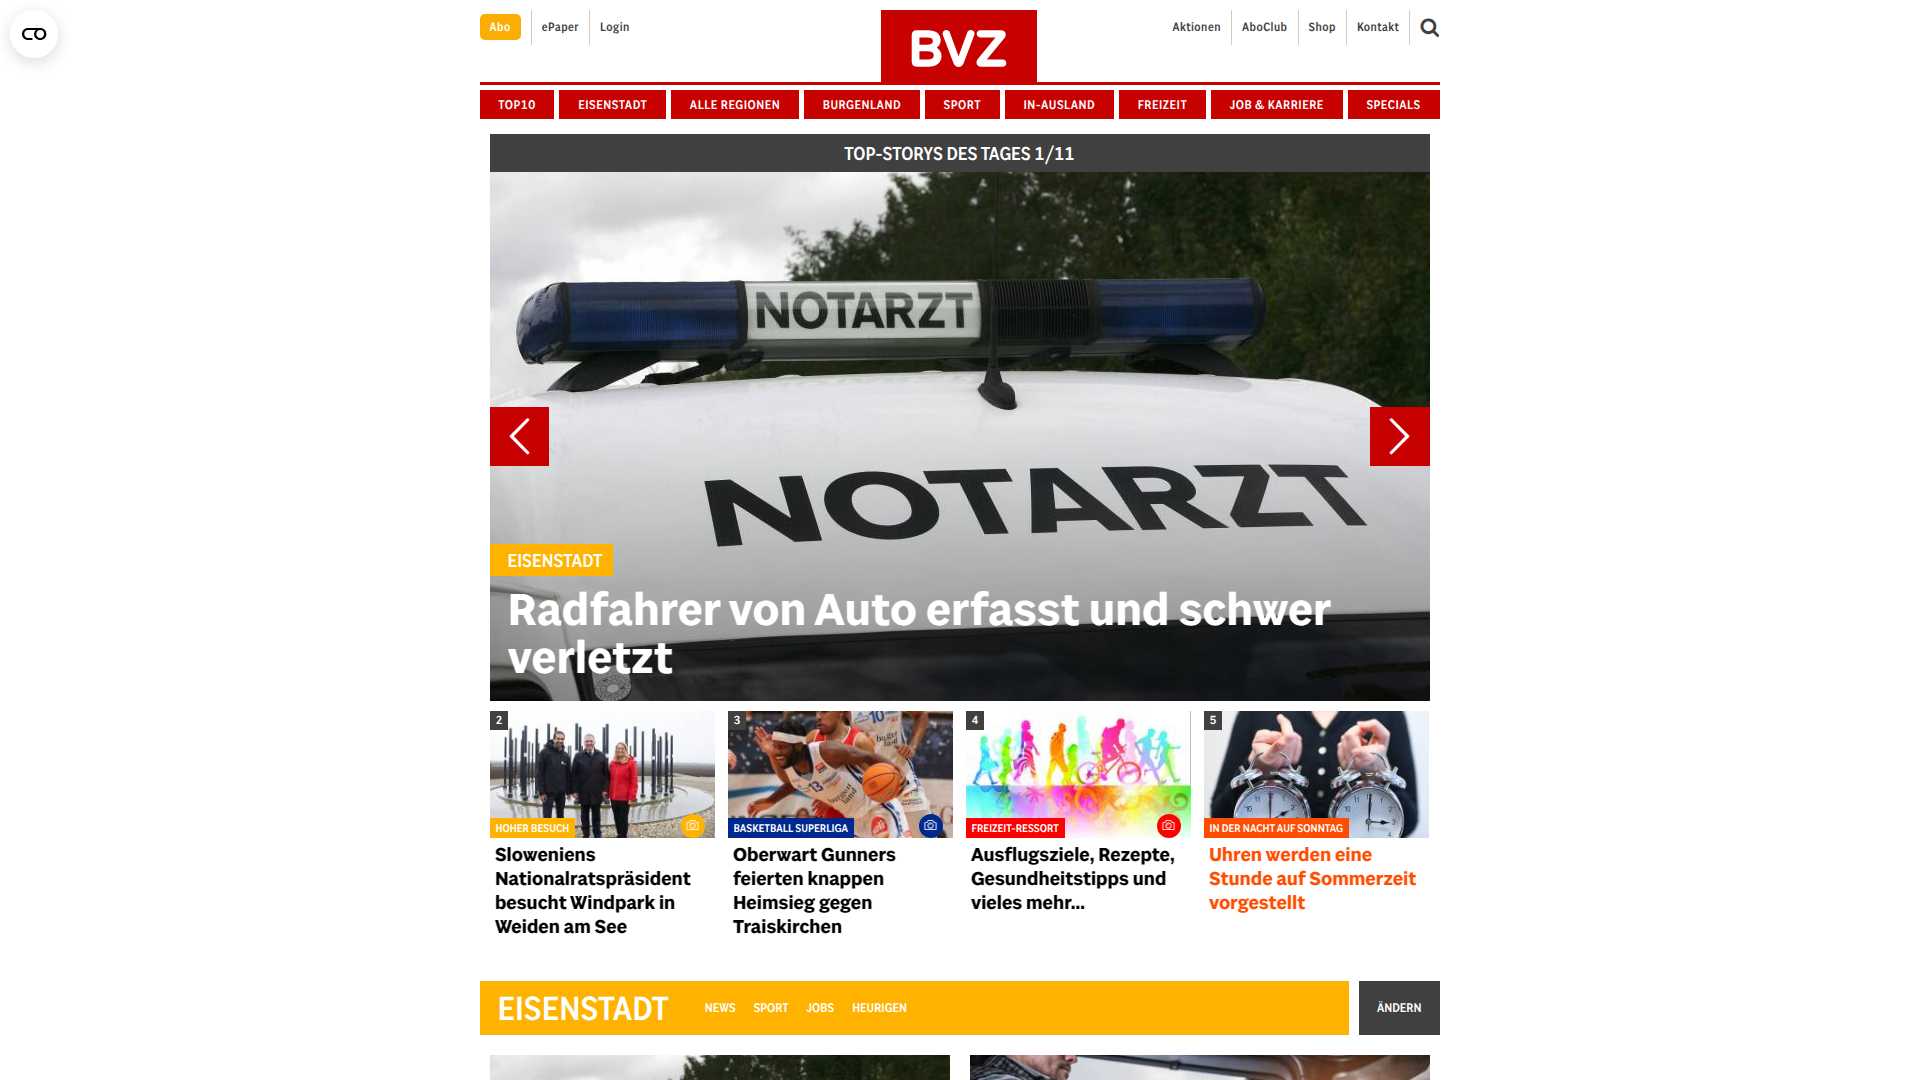 Abo
ePaper
Login
BVZ
Aktionen
AboClub
Shop
Kontakt
TOP10
EISENSTADT
ALLE REGIONEN
BURGENLAND
SPORT
IN-AUSLAND
FREIZEIT
JOB & KARRIERE
SPECIALS
TOP-STORYS DES TAGES 1/11
NOTARZT
NOTARZT
EISENSTADT
Radfahrer von Auto erfasst und schwer
verletzt
2
HOHER BESUCH
Sloweniens
Nationalratspräsident
besucht Windpark in
Weiden am See
3
10
13
BASKETBALL SUPERLIGA
Oberwart Gunners
feierten knappen
Heimsieg gegen
Traiskirchen
4
FREIZEIT-RESSORT
Ausflugsziele, Rezepte,
Gesundheitstipps und
vieles mehr...
5
IN DER NACHT AUF SONNTAG
Uhren werden eine
Stunde auf Sommerzeit
vorgestellt
EISENSTADT
NEWS
SPORT
JOBS
HEURIGEN
ÄNDERN